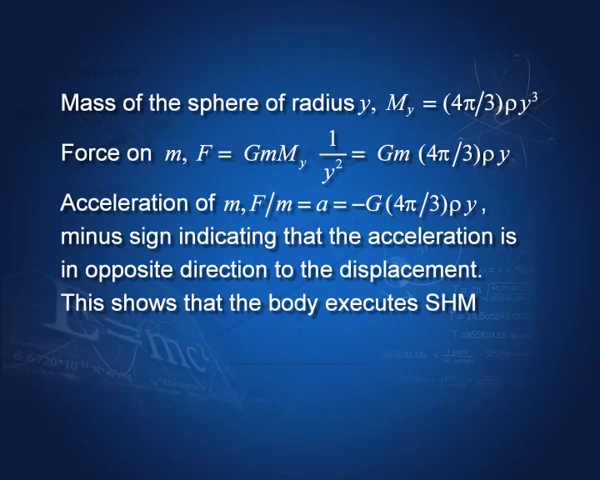 Mass of the sphere of radius y, M_y = (4π/3)ρy³
Force on m, F = GmM_y 1/y² = Gm (4π/3)ρy
Acceleration of m, F/m = a = –G(4π/3)ρy,
minus sign indicating that the acceleration is
in opposite direction to the displacement.
This shows that the body executes SHM